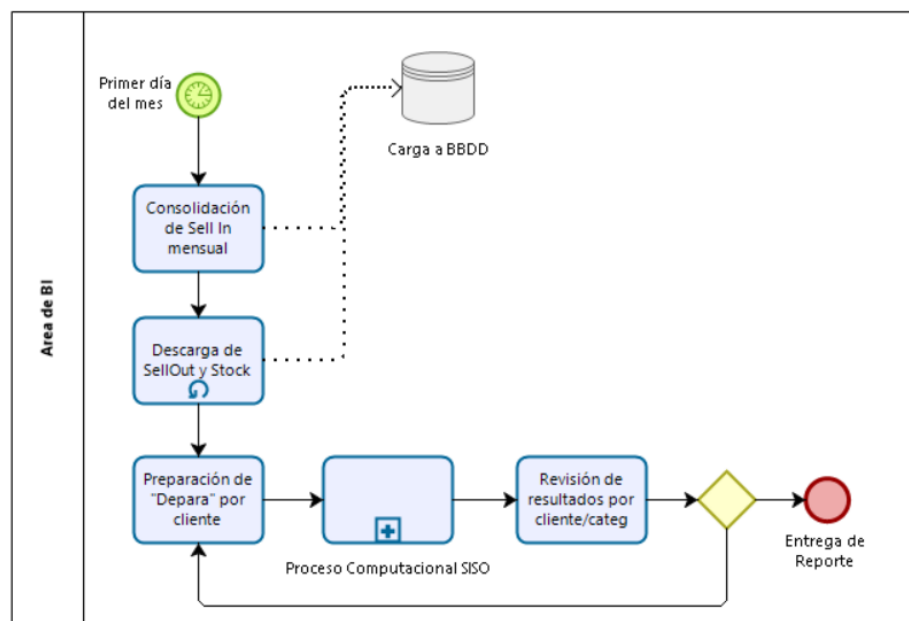 Area de BI
Primer día
del mes
Carga a BBDD
Consolidación
de Sell In
mensual
Descarga de
SellOut y Stock
Preparación de
"Depara" por
cliente
Proceso Computacional SISO
Revisión de
resultados por
cliente/categ
Entrega de
Reporte